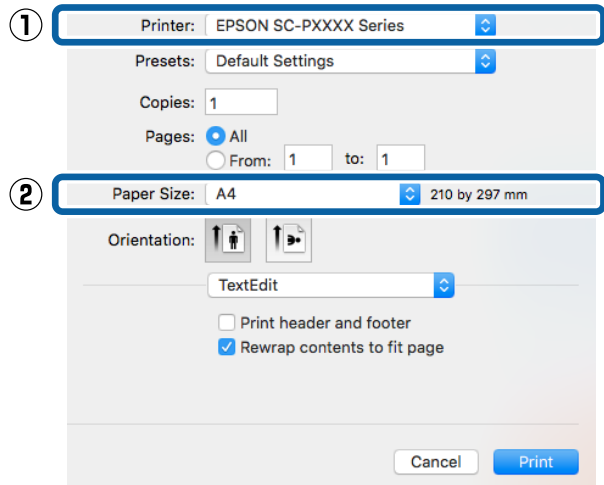 ① Printer: EPSON SC-PXXXX Series
Presets: Default Settings
Copies: 1
Pages: All
From: 1 to: 1
② Paper Size: A4 210 by 297 mm
Orientation:
TextEdit
Print header and footer
Rewrap contents to fit page
Cancel Print